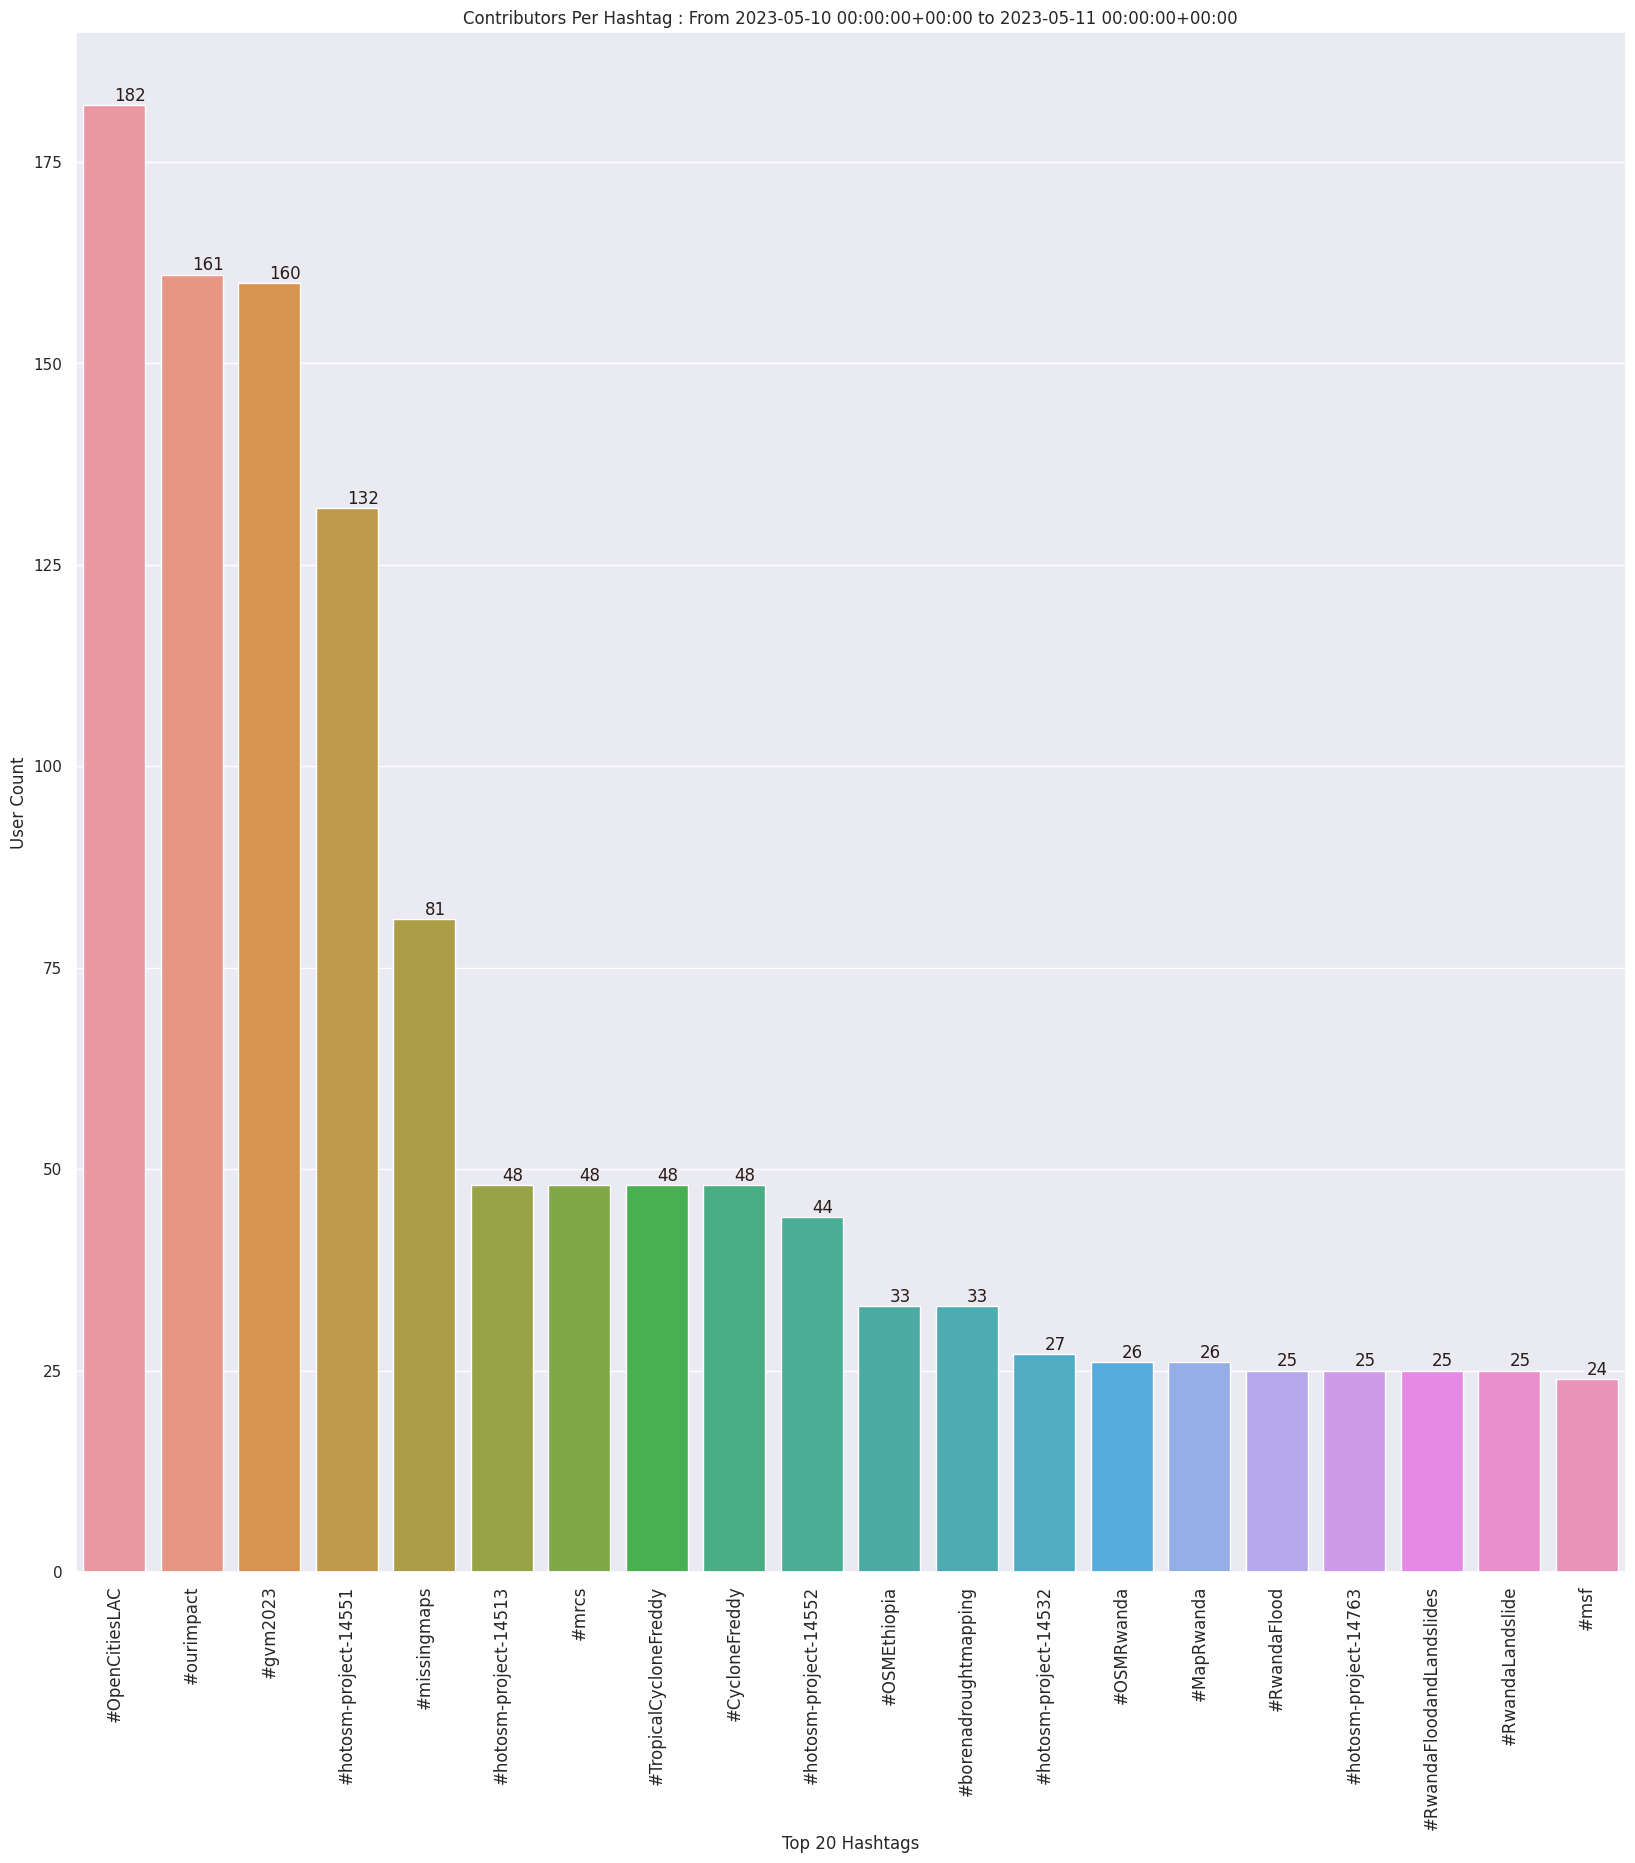 Contributors Per Hashtag : From 2023-05-10 00:00:00+00:00 to 2023-05-11 00:00:00+00:00
User Count
175
150
125
100
75
50
25
0
182
161
160
132
81
48
48
48
48
44
33
33
27
26
26
25
25
25
25
24
#OpenCitiesLAC
#ourimpact
#gvm2023
#hotosm-project-14551
#missingmaps
#hotosm-project-14513
#mrcs
#TropicalCycloneFreddy
#CycloneFreddy
#hotosm-project-14552
#OSMEthiopia
#borenadroughtmapping
#hotosm-project-14532
#OSMRwanda
#MapRwanda
#RwandaFlood
#hotosm-project-14763
#RwandaFloodandLandslides
#RwandaLandslide
#msf
Top 20 Hashtags